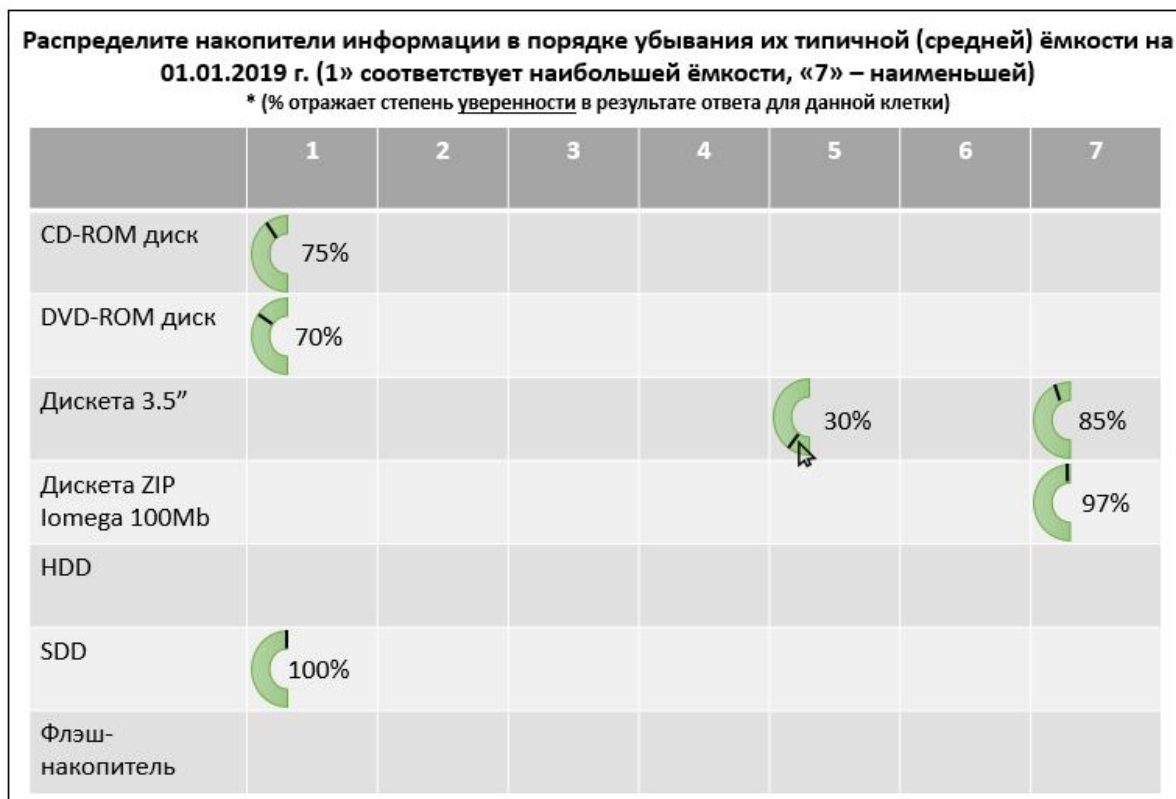 Распределите накопители информации в порядке убывания их типичной (средней) ёмкости на
01.01.2019 г. (1» соответствует наибольшей ёмкости, «7» – наименьшей)
* (% отражает степень уверенности в результате ответа для данной клетки)
1 2 3 4 5 6 7
CD-ROM диск 75%
DVD-ROM диск 70%
Дискета 3.5” 30% 85%
Дискета ZIP
Iomega 100Mb 97%
HDD
SDD 100%
Флэш-
накопитель